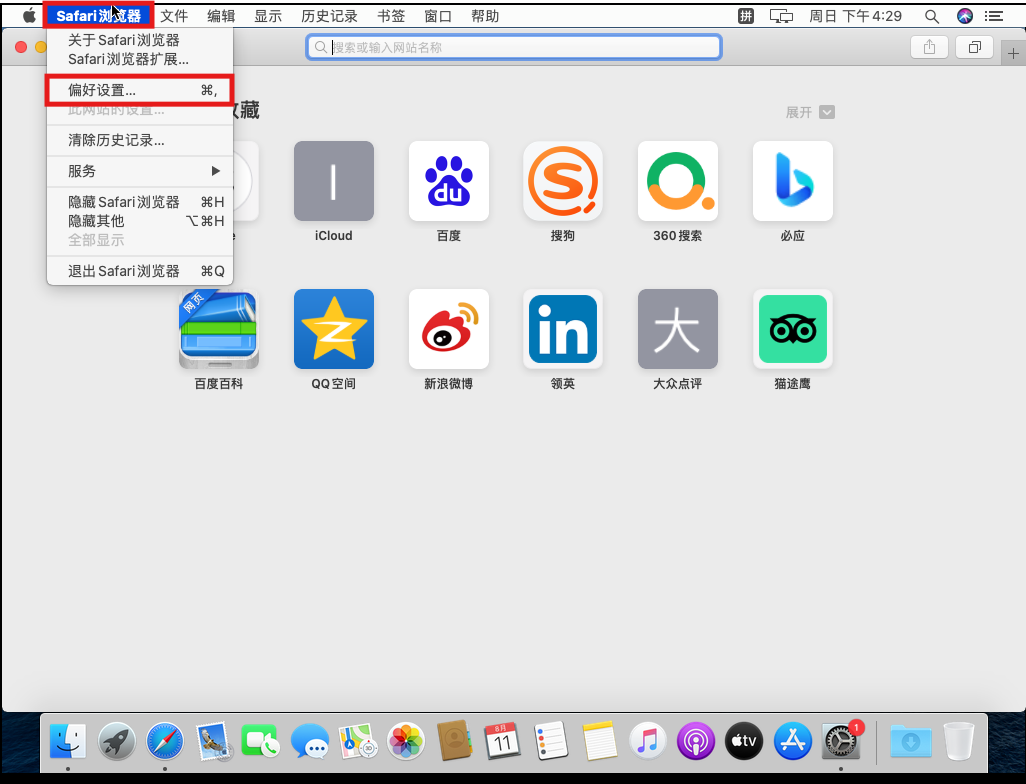 Safari浏览器 文件 编辑 显示 历史记录 书签 窗口 帮助 拼 周日 下午4:29
关于 Safari浏览器
Safari浏览器扩展...
偏好设置... ⌘,
此网站的设置...
清除历史记录...
服务
隐藏 Safari浏览器 ⌘H
隐藏其他 ⌥⌘H
全部显示
退出 Safari浏览器 ⌘Q
搜索或输入网站名称
藏
展开
I
du
S
b
iCloud
百度
搜狗
360搜索
必应
网页
Z
in
大
百度百科
QQ空间
新浪微博
领英
大众点评
猫途鹰
8月
11
3D
tv
1